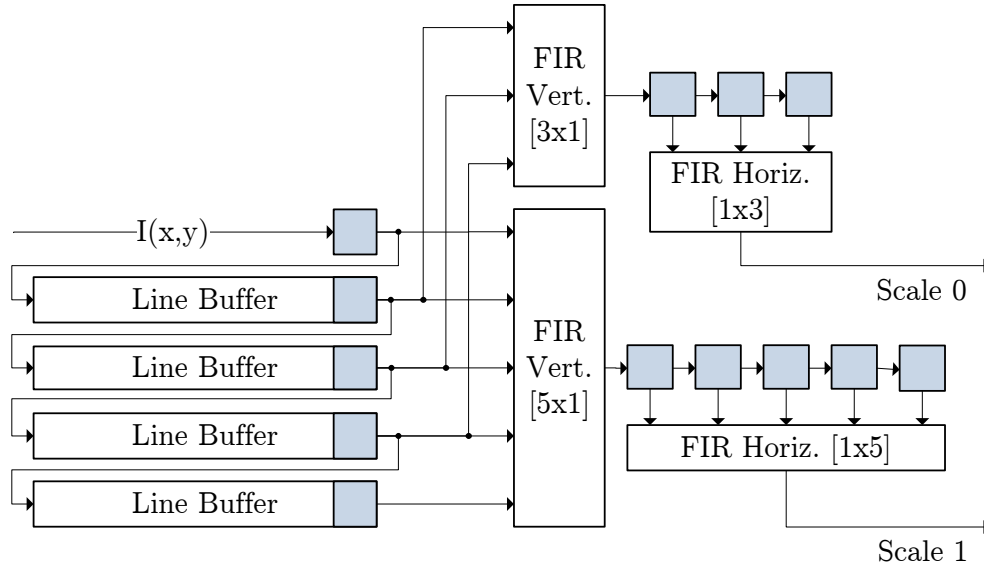 FIR
Vert.
[3x1]
FIR Horiz.
[1x3]
I(x,y)
Scale 0
Line Buffer
Line Buffer
Line Buffer
Line Buffer
FIR
Vert.
[5x1]
FIR Horiz. [1x5]
Scale 1